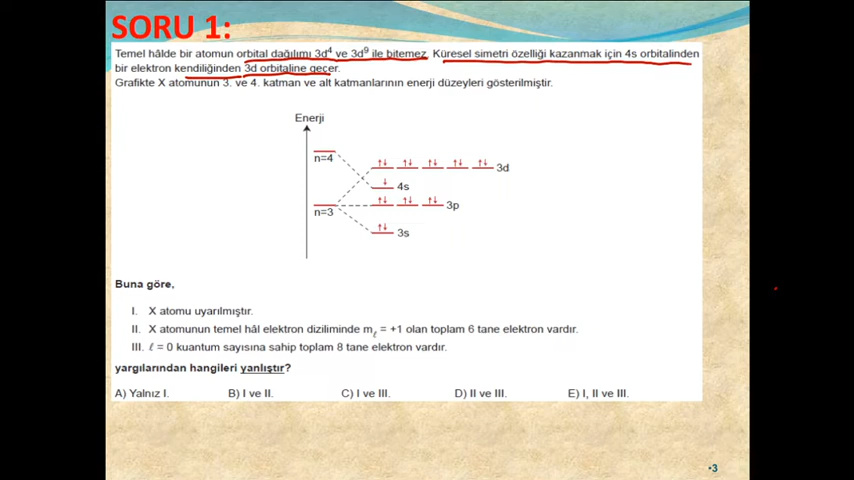 SORU 1:
Temel hâlde bir atomun orbital dağılımı 3d⁴ ve 3d⁹ ile bitemez. Küresel simetri özelliği kazanmak için 4s orbitalinden
bir elektron kendiliğinden 3d orbitaline geçer.
Grafikte X atomunun 3. ve 4. katman ve alt katmanlarının enerji düzeyleri gösterilmiştir.
Enerji
n=4
3d
4s
n=3
3p
3s
Buna göre,
I. X atomu uyarılmıştır.
II. X atomunun temel hâl elektron diziliminde mℓ = +1 olan toplam 6 tane elektron vardır.
III. ℓ = 0 kuantum sayısına sahip toplam 8 tane elektron vardır.
yargılarından hangileri yanlıştır?
A) Yalnız I. B) I ve II. C) I ve III. D) II ve III. E) I, II ve III.
•3